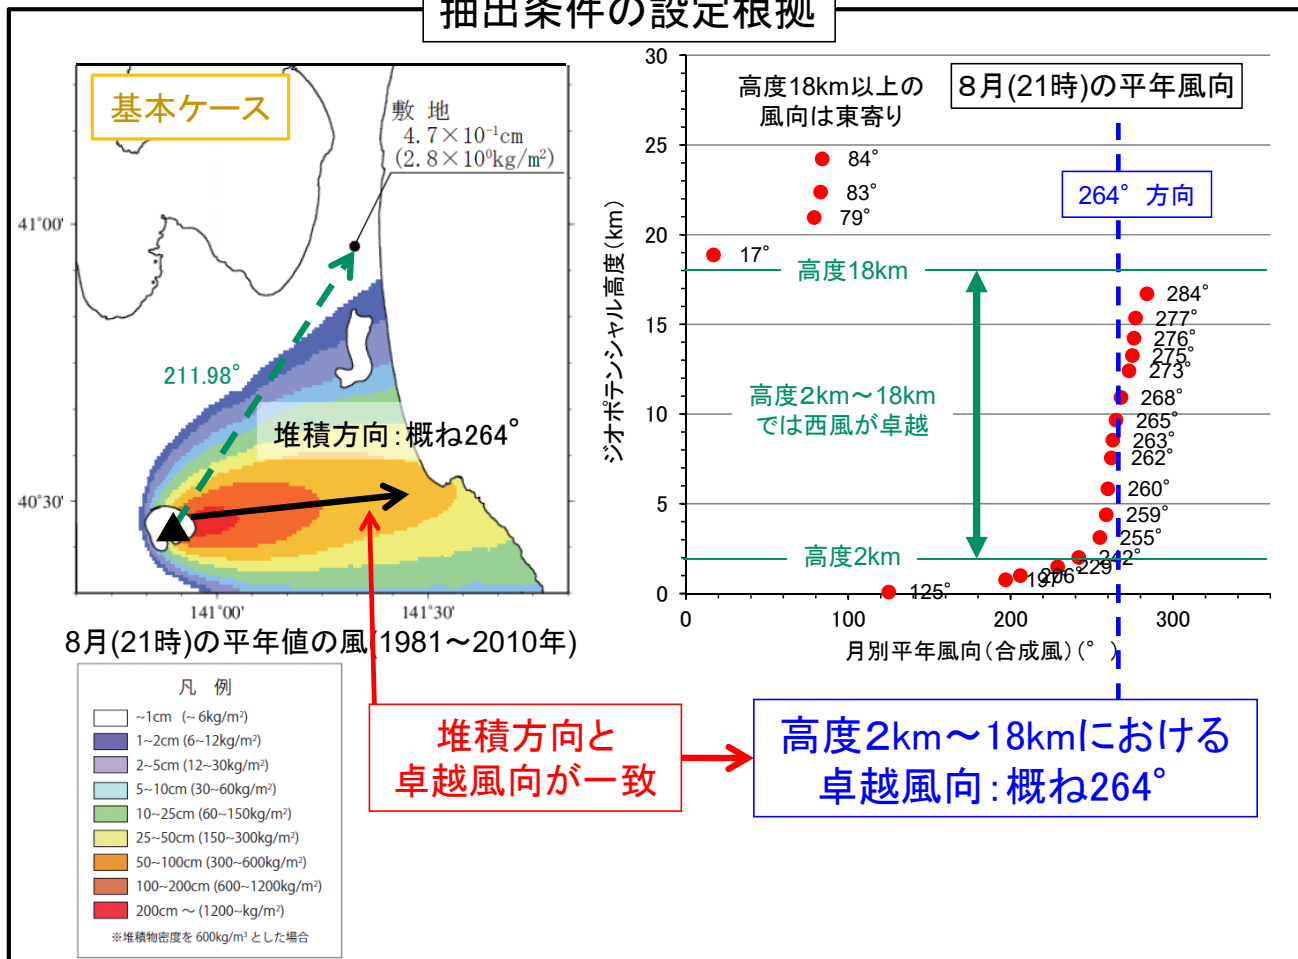 抽出条件の設定根拠
基本ケース
敷 地
4.7×10⁻¹cm
(2.8×10⁰kg/m²)
41°00'
40°30'
141°00'
141°30'
211.98°
堆積方向:概ね264°
8月(21時)の平年値の風(1981～2010年)
凡 例
~1cm (~ 6kg/m²)
1~2cm (6~12kg/m²)
2~5cm (12~30kg/m²)
5~10cm (30~60kg/m²)
10~25cm (60~150kg/m²)
25~50cm (150~300kg/m²)
50~100cm (300~600kg/m²)
100~200cm (600~1200kg/m²)
200cm ～ (1200~kg/m²)
※堆積物密度を 600kg/m³ とした場合
高度18km以上の
風向は東寄り
8月(21時)の平年風向
264° 方向
ジオポテンシャル高度(km)
30
25
20
15
10
5
0
84°
83°
79°
17°
高度18km
284°
277°
276°
275°
273°
268°
265°
263°
262°
260°
259°
255°
242°
229°
206°
197°
125°
高度2km～18km
では西風が卓越
高度2km
0
100
200
300
月別平年風向(合成風)(° )
堆積方向と
卓越風向が一致
高度2km～18kmにおける
卓越風向:概ね264°